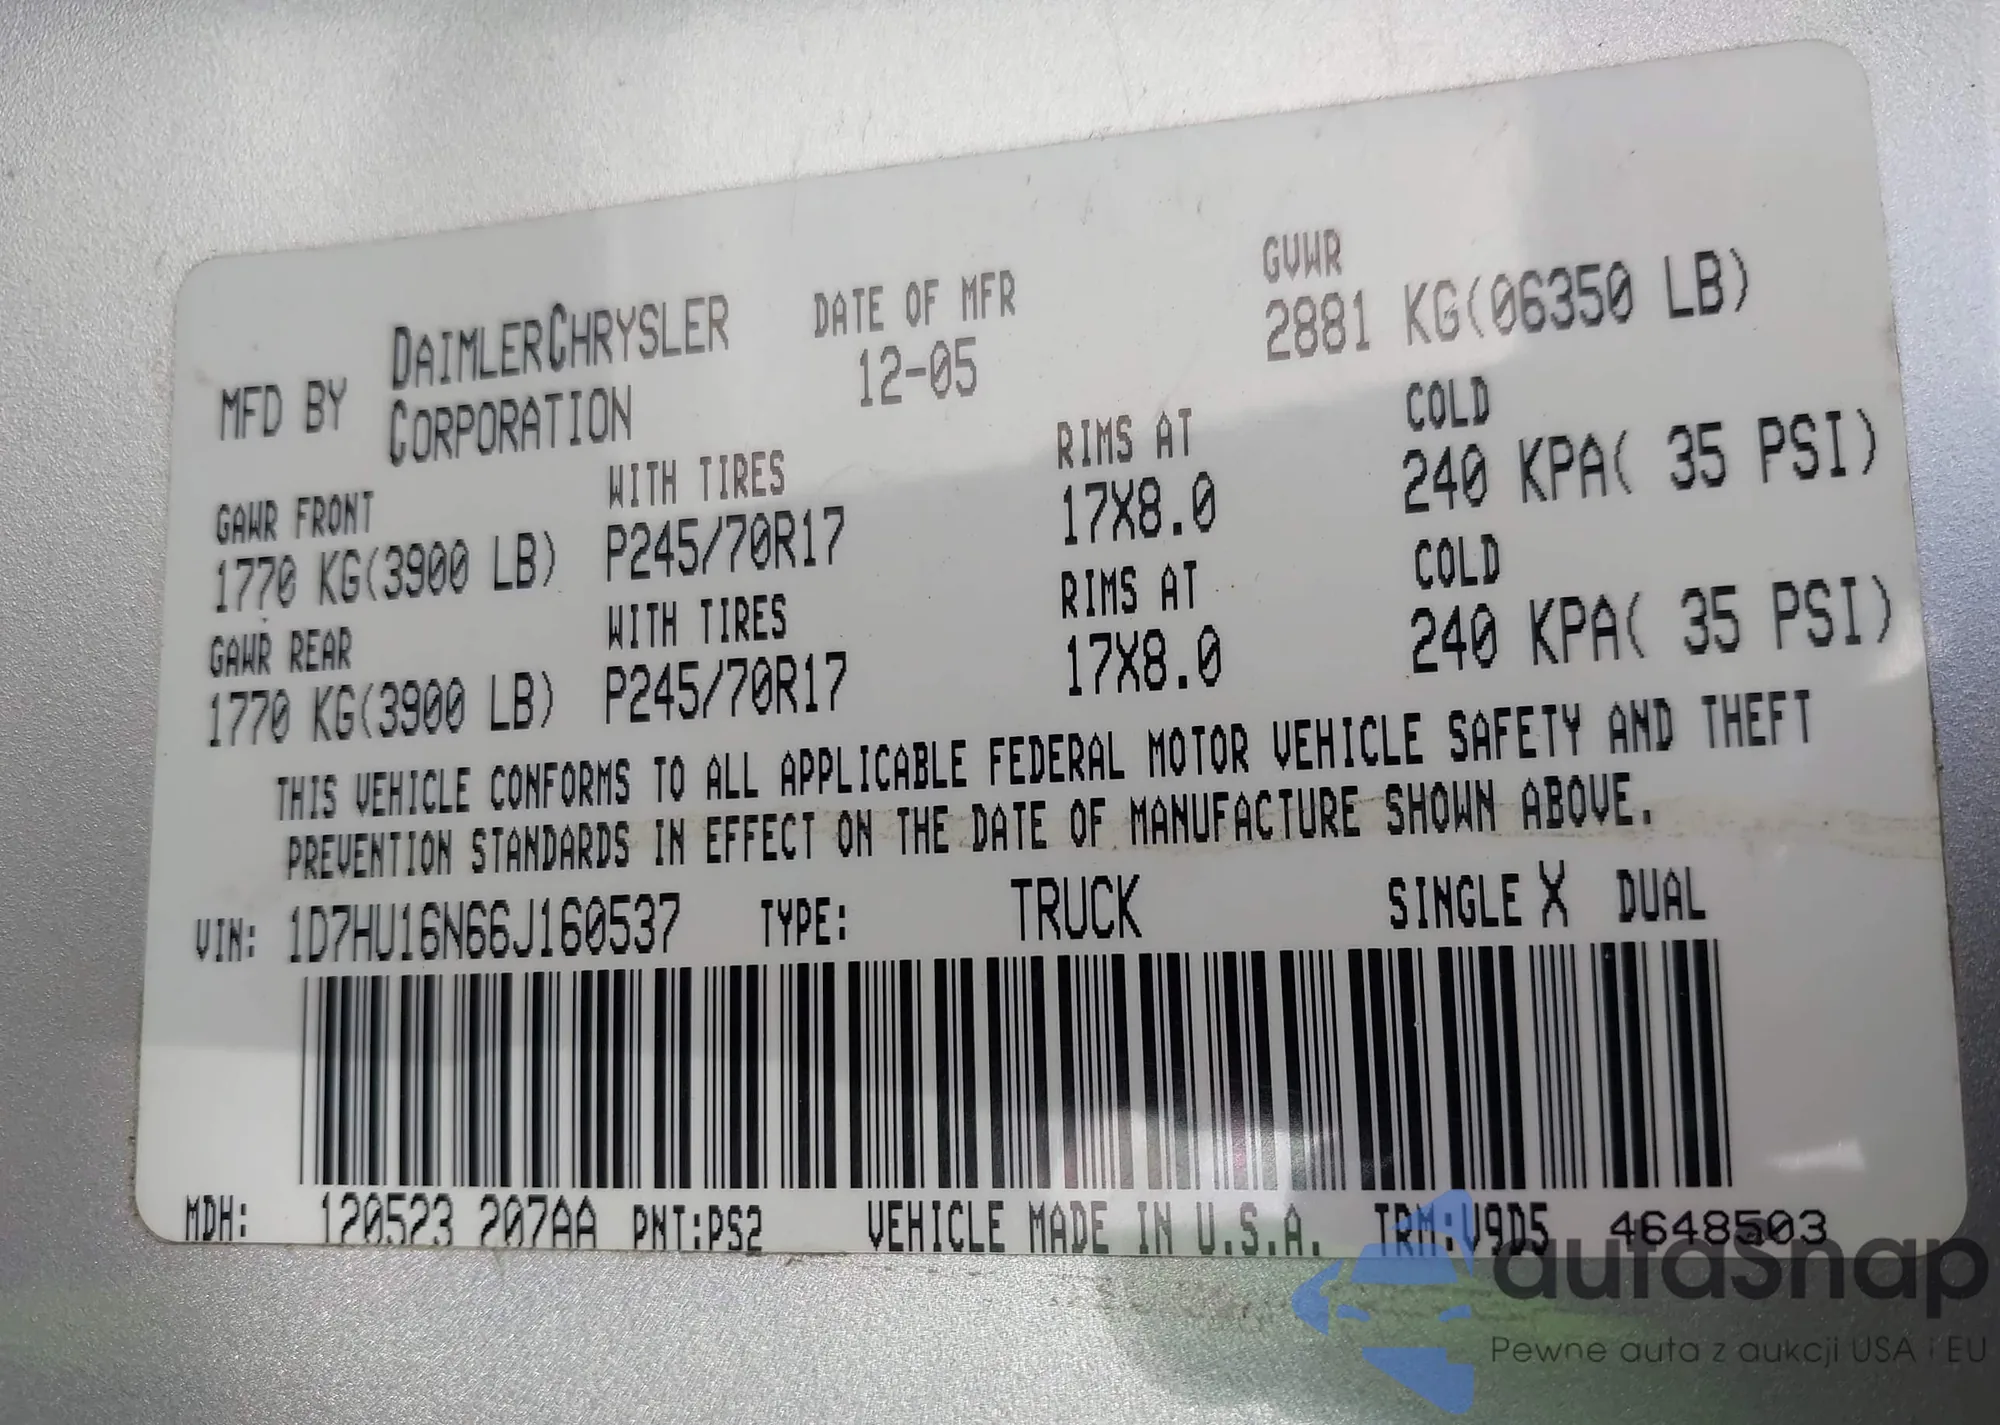 MFD BY DAIMLERCHRYSLER CORPORATION DATE OF MFR 12-05 GVWR 2881 KG(06350 LB)
GAWR FRONT WITH TIRES RIMS AT COLD
1770 KG(3900 LB) P245/70R17 17X8.0 240 KPA( 35 PSI)
GAWR REAR WITH TIRES RIMS AT COLD
1770 KG(3900 LB) P245/70R17 17X8.0 240 KPA( 35 PSI)
THIS VEHICLE CONFORMS TO ALL APPLICABLE FEDERAL MOTOR VEHICLE SAFETY AND THEFT
PREVENTION STANDARDS IN EFFECT ON THE DATE OF MANUFACTURE SHOWN ABOVE.
VIN: 1D7HU16N66J160537 TYPE: TRUCK SINGLE X DUAL
MDH: 120523 207AA PNT:PS2 VEHICLE MADE IN U.S.A. TRM:V9D5 4648503
autaSnap
Pewne auta z aukcji USA i EU